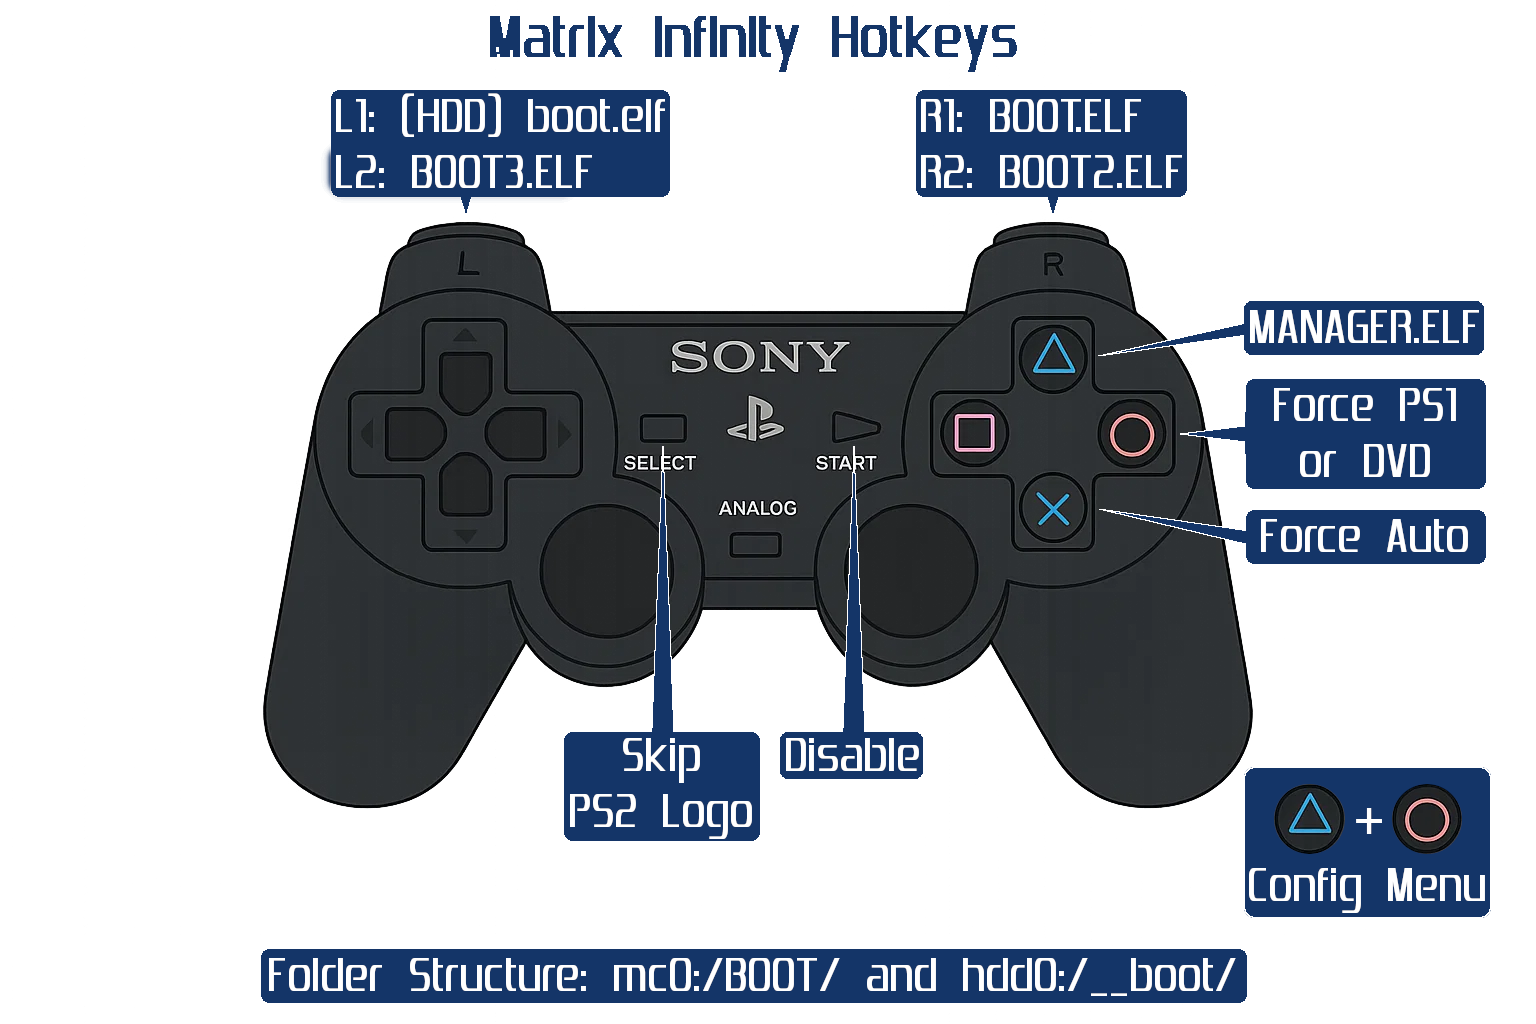 Matrix Infinity Hotkeys
L1: (HDD) boot.elf
L2: BOOT3.ELF
R1: BOOT.ELF
R2: BOOT2.ELF
L
R
MANAGER.ELF
SONY
Force PS1
or DVD
SELECT
START
ANALOG
Force Auto
Skip
PS2 Logo
Disable
+
Config Menu
Folder Structure: mc0:/BOOT/ and hdd0:/__boot/